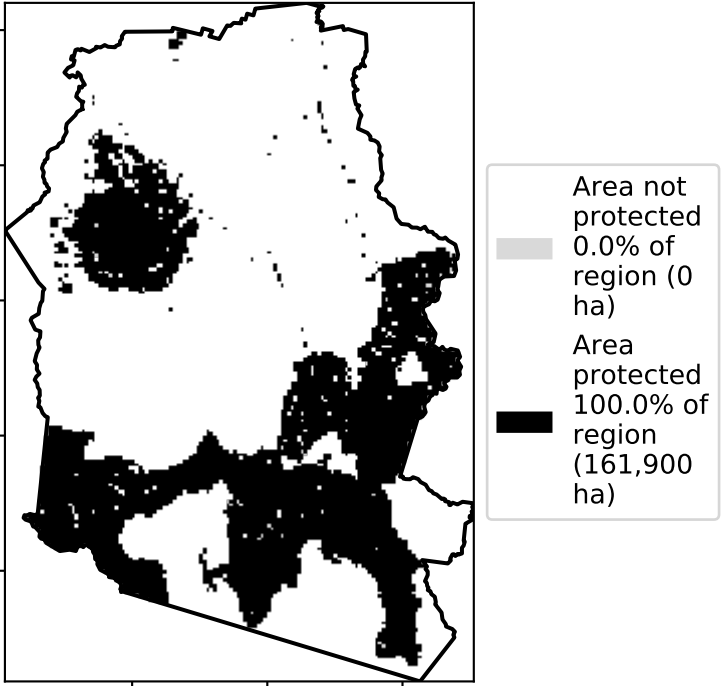 Area not
protected
0.0% of
region (0
ha)
Area
protected
100.0% of
region
(161,900
ha)